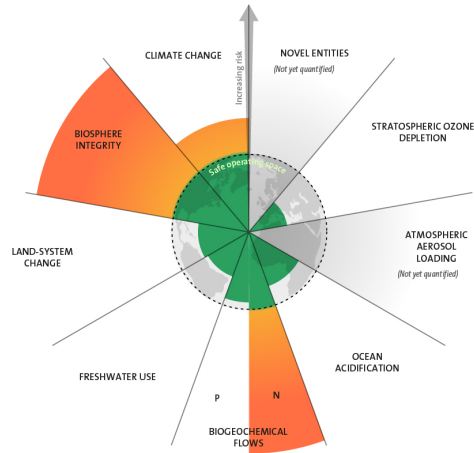 CLIMATE CHANGE
Increasing risk
NOVEL ENTITIES
(Not yet quantified)
STRATOSPHERIC OZONE
DEPLETION
BIOSPHERE
INTEGRITY
Safe operating space
LAND-SYSTEM
CHANGE
ATMOSPHERIC
AEROSOL
LOADING
(Not yet quantified)
OCEAN
ACIDIFICATION
FRESHWATER USE
P
N
BIOGEOCHEMICAL
FLOWS